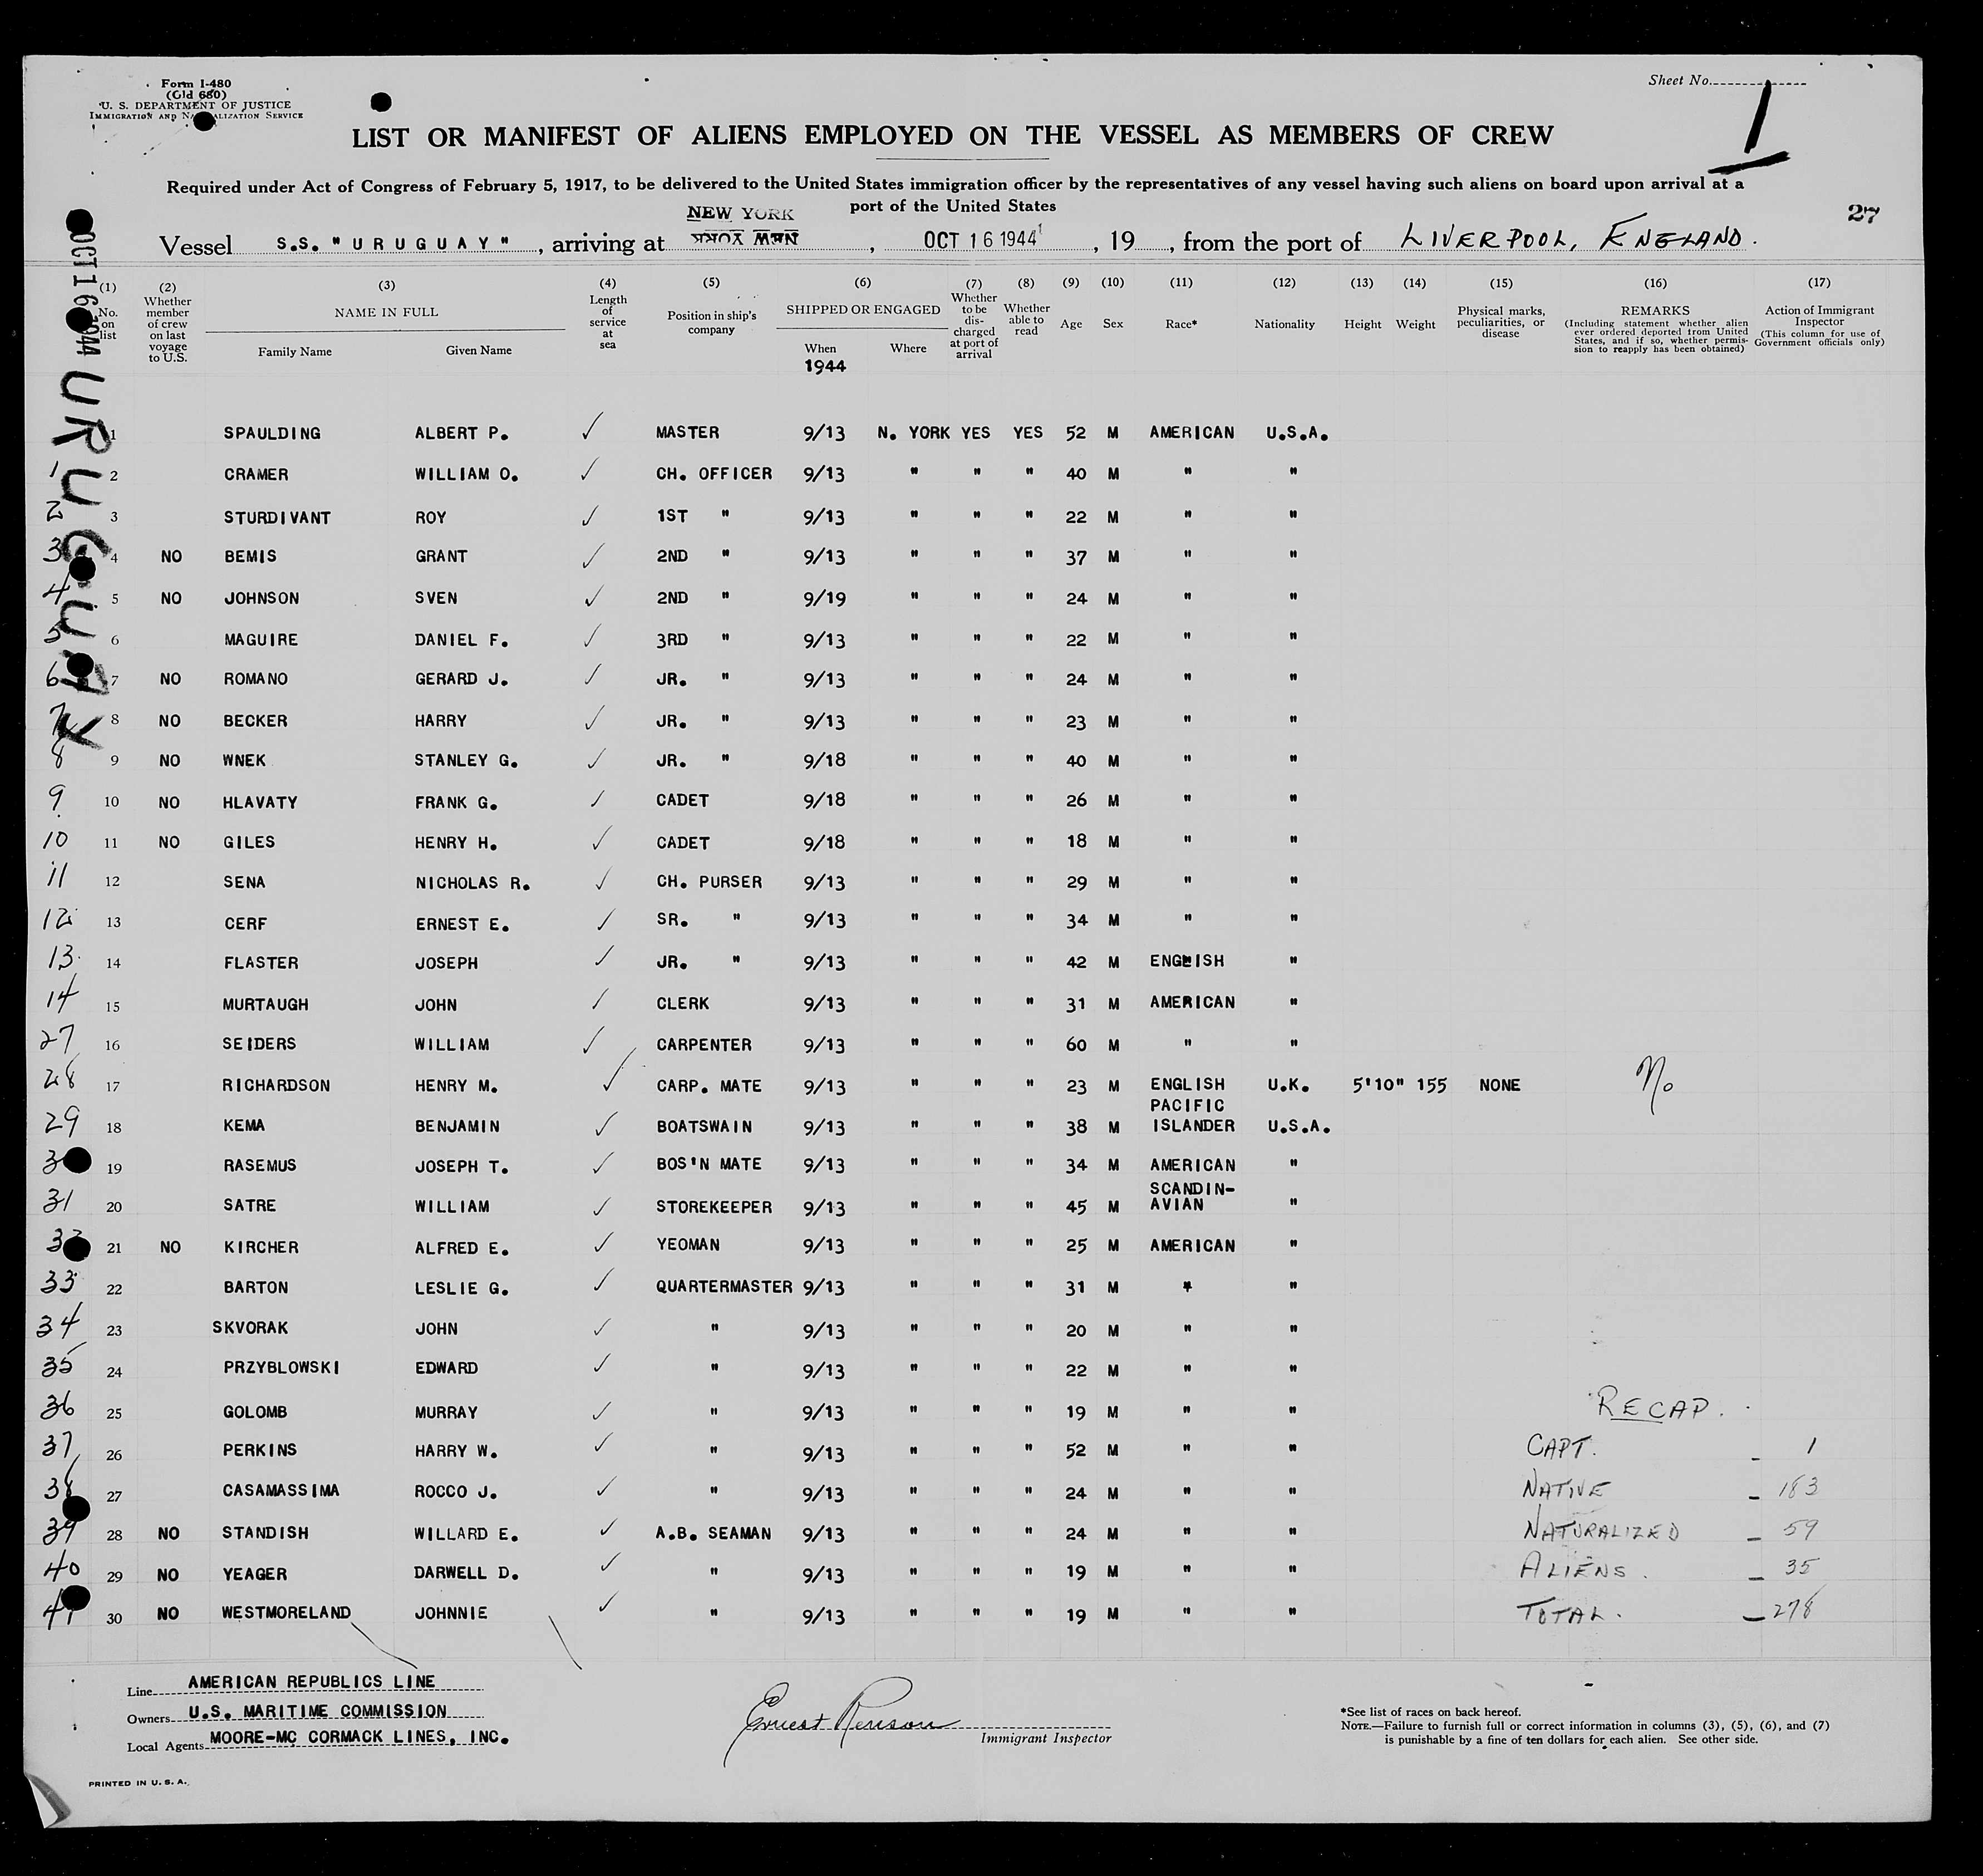 Form I-480
(Old 680)
U. S. DEPARTMENT OF JUSTICE
IMMIGRATION AND NATURALIZATION SERVICE
Sheet No. 1
LIST OR MANIFEST OF ALIENS EMPLOYED ON THE VESSEL AS MEMBERS OF CREW
Required under Act of Congress of February 5, 1917, to be delivered to the United States immigration officer by the representatives of any vessel having such aliens on board upon arrival at a
port of the United States
27
NEW YORK
Vessel S.S. "URUGUAY", arriving at NEW YORK, OCT 16 1944, 19, from the port of LIVERPOOL, ENGLAND.
OCT 16 1944 URUGUAY
(1) (2) (3) (4) (5) (6) (7) (8) (9) (10) (11) (12) (13) (14) (15) (16) (17)
No. on list
Whether member of crew on last voyage to U.S.
NAME IN FULL
Family Name Given Name
Length of service at sea
Position in ship's company
SHIPPED OR ENGAGED
When Where
1944
Whether to be discharged at port of arrival
Whether able to read
Age
Sex
Race*
Nationality
Height
Weight
Physical marks, peculiarities, or disease
REMARKS
(Including statement whether alien ever ordered deported from United States, and if so, whether permission to reapply has been obtained)
Action of Immigrant Inspector
(This column for use of Government officials only)
1 SPAULDING ALBERT P. ✓ MASTER 9/13 N. YORK YES YES 52 M AMERICAN U.S.A.
1 2 CRAMER WILLIAM O. ✓ CH. OFFICER 9/13 " " " 40 M " "
2 3 STURDIVANT ROY ✓ 1ST " 9/13 " " " 22 M " "
3 4 NO BEMIS GRANT ✓ 2ND " 9/13 " " " 37 M " "
4 5 NO JOHNSON SVEN ✓ 2ND " 9/19 " " " 24 M " "
5 6 MAGUIRE DANIEL F. ✓ 3RD " 9/13 " " " 22 M " "
6 7 NO ROMANO GERARD J. ✓ JR. " 9/13 " " " 24 M " "
7 8 NO BECKER HARRY ✓ JR. " 9/13 " " " 23 M " "
8 9 NO WNEK STANLEY G. ✓ JR. " 9/18 " " " 40 M " "
9 10 NO HLAVATY FRANK G. ✓ CADET 9/18 " " " 26 M " "
10 11 NO GILES HENRY H. ✓ CADET 9/18 " " " 18 M " "
11 12 SENA NICHOLAS R. ✓ CH. PURSER 9/13 " " " 29 M " "
12 13 CERF ERNEST E. ✓ SR. " 9/13 " " " 34 M " "
13 14 FLASTER JOSEPH ✓ JR. " 9/13 " " " 42 M ENGLISH "
14 15 MURTAUGH JOHN ✓ CLERK 9/13 " " " 31 M AMERICAN "
27 16 SEIDERS WILLIAM ✓ CARPENTER 9/13 " " " 60 M " "
28 17 RICHARDSON HENRY M. ✓ CARP. MATE 9/13 " " " 23 M ENGLISH U.K. 5'10" 155 NONE No
29 18 KEMA BENJAMIN ✓ BOATSWAIN 9/13 " " " 38 M PACIFIC ISLANDER U.S.A.
19 RASEMUS JOSEPH T. ✓ BOS'N MATE 9/13 " " " 34 M AMERICAN "
31 20 SATRE WILLIAM ✓ STOREKEEPER 9/13 " " " 45 M SCANDIN-AVIAN "
32 21 NO KIRCHER ALFRED E. ✓ YEOMAN 9/13 " " " 25 M AMERICAN "
33 22 BARTON LESLIE G. ✓ QUARTERMASTER 9/13 " " " 31 M " "
34 23 SKVORAK JOHN ✓ " 9/13 " " " 20 M " "
35 24 PRZYBLOWSKI EDWARD ✓ " 9/13 " " " 22 M " "
36 25 GOLOMB MURRAY ✓ " 9/13 " " " 19 M " "
37 26 PERKINS HARRY W. ✓ " 9/13 " " " 52 M " "
38 27 CASAMASSIMA ROCCO J. ✓ " 9/13 " " " 24 M " "
39 28 NO STANDISH WILLARD E. ✓ A.B. SEAMAN 9/13 " " " 24 M " "
40 29 NO YEAGER DARWELL D. ✓ " 9/13 " " " 19 M " "
41 30 NO WESTMORELAND JOHNNIE ✓ " 9/13 " " " 19 M " "
RECAP.
CAPT. - 1
NATIVE - 183
NATURALIZED - 59
ALIENS. - 35
TOTAL. - 278
Line AMERICAN REPUBLICS LINE
Owners U.S. MARITIME COMMISSION
Local Agents MOORE-MC CORMACK LINES, INC.
Ernest Renison
Immigrant Inspector
*See list of races on back hereof.
NOTE.—Failure to furnish full or correct information in columns (3), (5), (6), and (7)
is punishable by a fine of ten dollars for each alien. See other side.
PRINTED IN U. S. A.